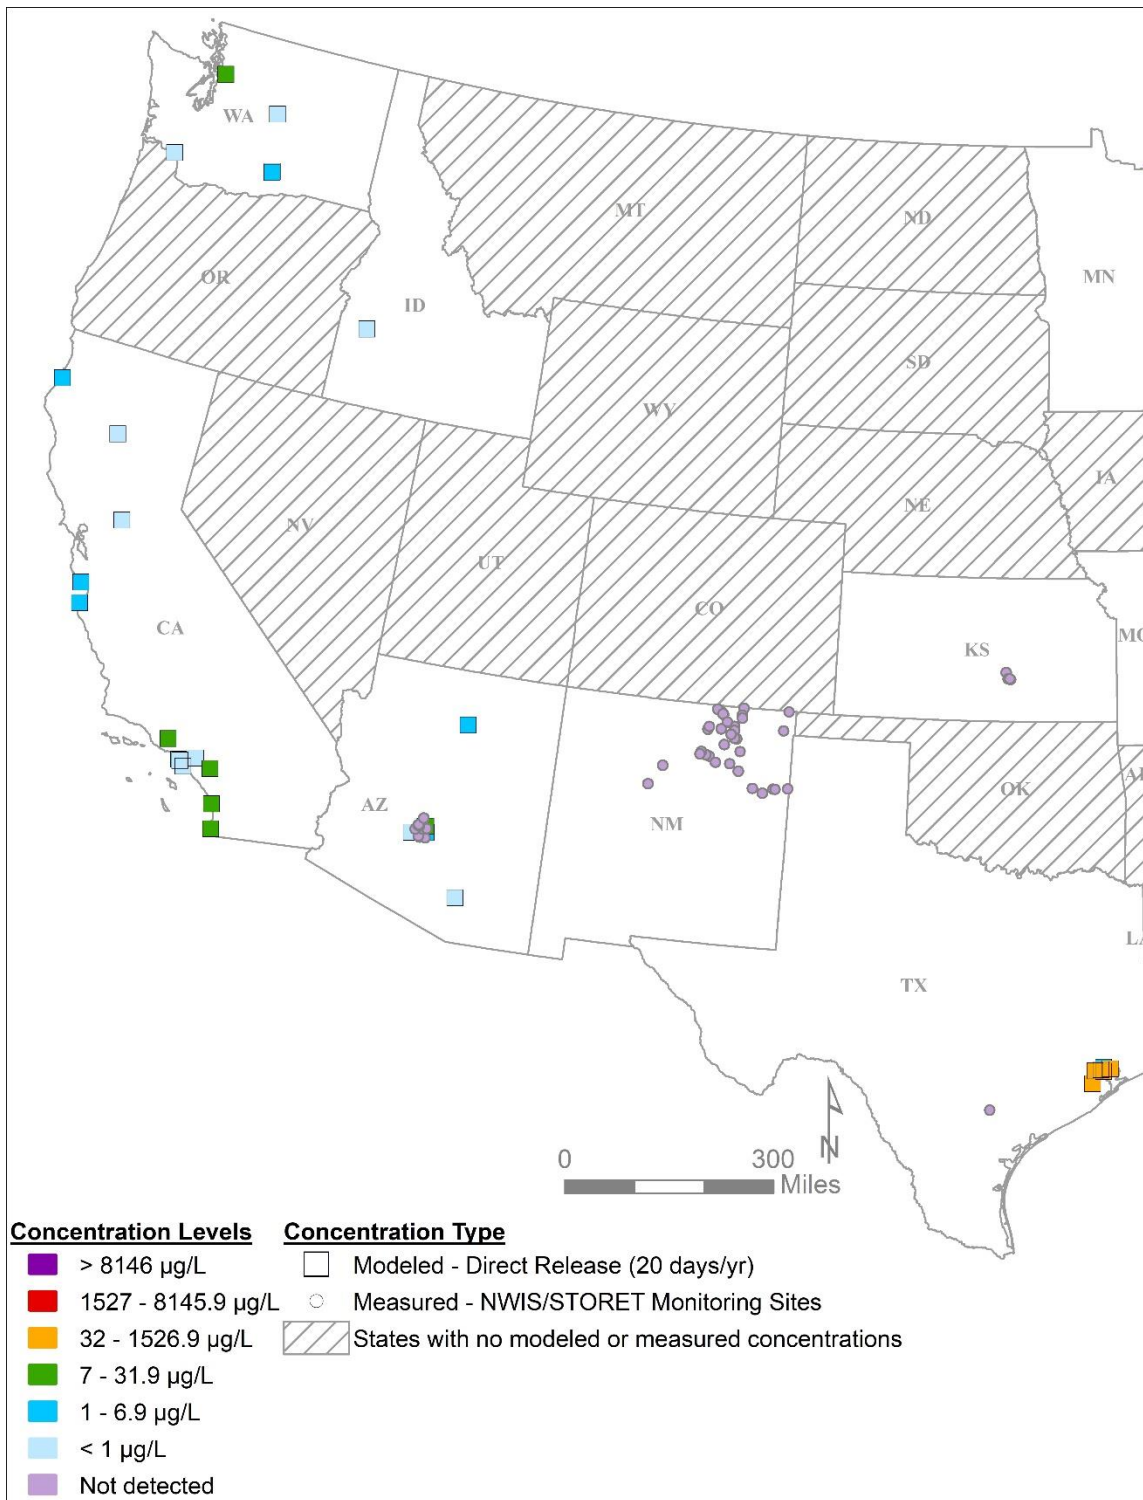 WA
MT
ND
MN
OR
ID
SD
WY
IA
NE
NV
UT
CO
CA
KS
MO
AZ
NM
OK
LA
TX
N
0 300
Miles
Concentration Levels
> 8146 µg/L
1527 - 8145.9 µg/L
32 - 1526.9 µg/L
7 - 31.9 µg/L
1 - 6.9 µg/L
< 1 µg/L
Not detected
Concentration Type
Modeled - Direct Release (20 days/yr)
Measured - NWIS/STORET Monitoring Sites
States with no modeled or measured concentrations